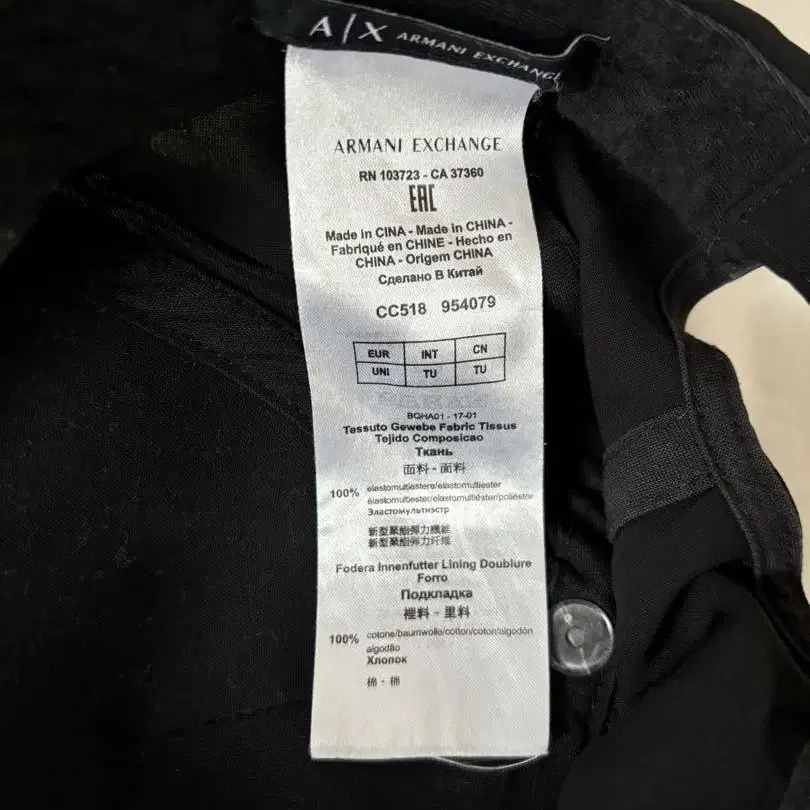 A|X ARMANI EXCHANGE
ARMANI EXCHANGE
RN 103723 - CA 37360
EAC
Made in CINA - Made in CHINA -
Fabriqué en CHINE - Hecho en
CHINA - Origem CHINA
Сделано В Китай
CC518 954079
EUR INT CN
UNI TU TU
BQHA01 - 17-01
Tessuto Gewebe Fabric Tissus
Tejido Composicao
Ткань
面料 - 面料
100% elastomultiestere/elastomultiester
élastomultiester/elastomultiéster/poliéster
Эластомультиэстр
新型聚酯彈力纖維
新型聚酯弹力纤维
Fodera Innenfutter Lining Doublure
Forro
Подкладка
裡料 - 里料
100% cotone/baumwolle/cotton/coton/algodón
algodão
Хлопок
棉 - 棉